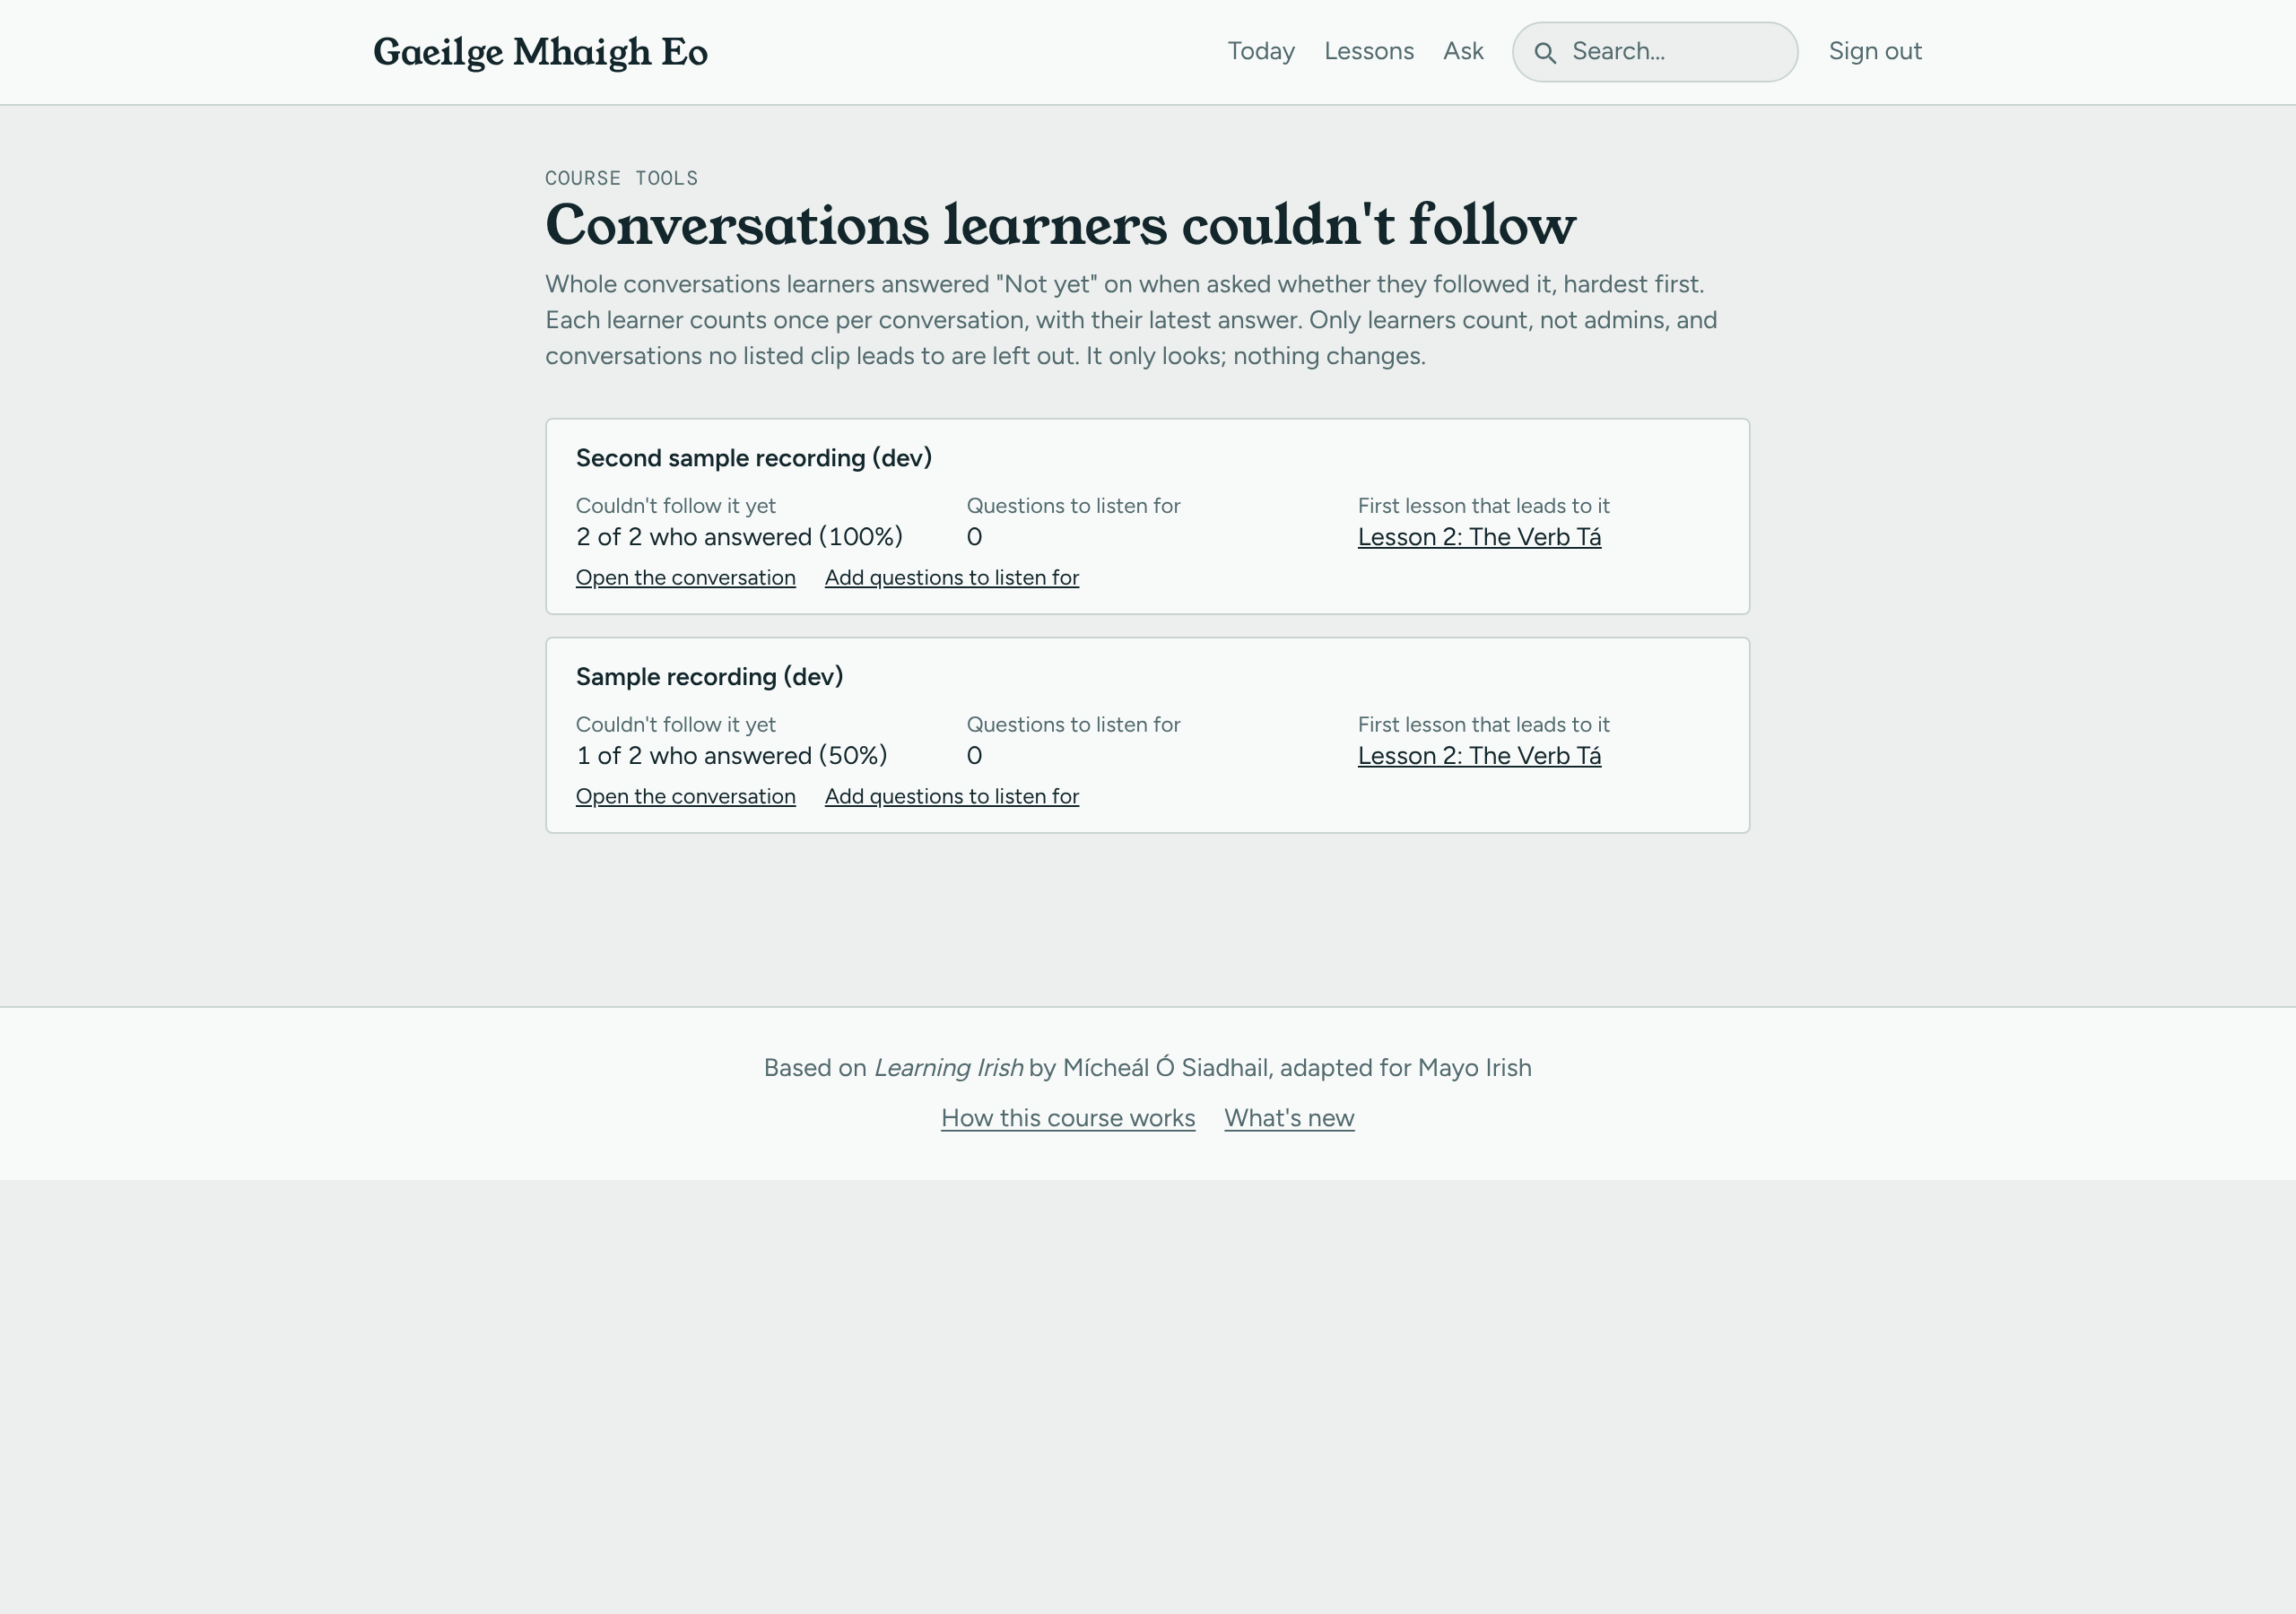 Gaeilge Mhaigh Eo
Today Lessons Ask Search... Sign out
COURSE TOOLS
Conversations learners couldn't follow
Whole conversations learners answered "Not yet" on when asked whether they followed it, hardest first.
Each learner counts once per conversation, with their latest answer. Only learners count, not admins, and
conversations no listed clip leads to are left out. It only looks; nothing changes.
Second sample recording (dev)
Couldn't follow it yet Questions to listen for First lesson that leads to it
2 of 2 who answered (100%) 0 Lesson 2: The Verb Tá
Open the conversation Add questions to listen for
Sample recording (dev)
Couldn't follow it yet Questions to listen for First lesson that leads to it
1 of 2 who answered (50%) 0 Lesson 2: The Verb Tá
Open the conversation Add questions to listen for
Based on Learning Irish by Mícheál Ó Siadhail, adapted for Mayo Irish
How this course works What's new